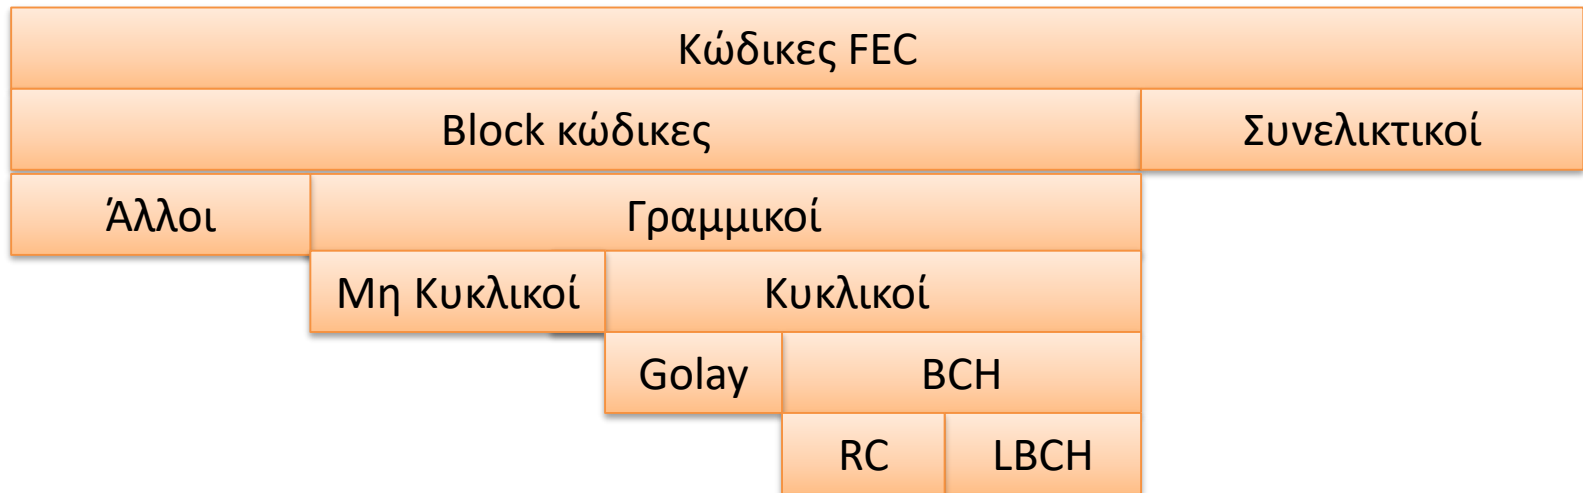 Κώδικες FEC
Block κώδικες Συνελικτικοί
Άλλοι Γραμμικοί
Μη Κυκλικοί Κυκλικοί
Golay BCH
RC LBCH